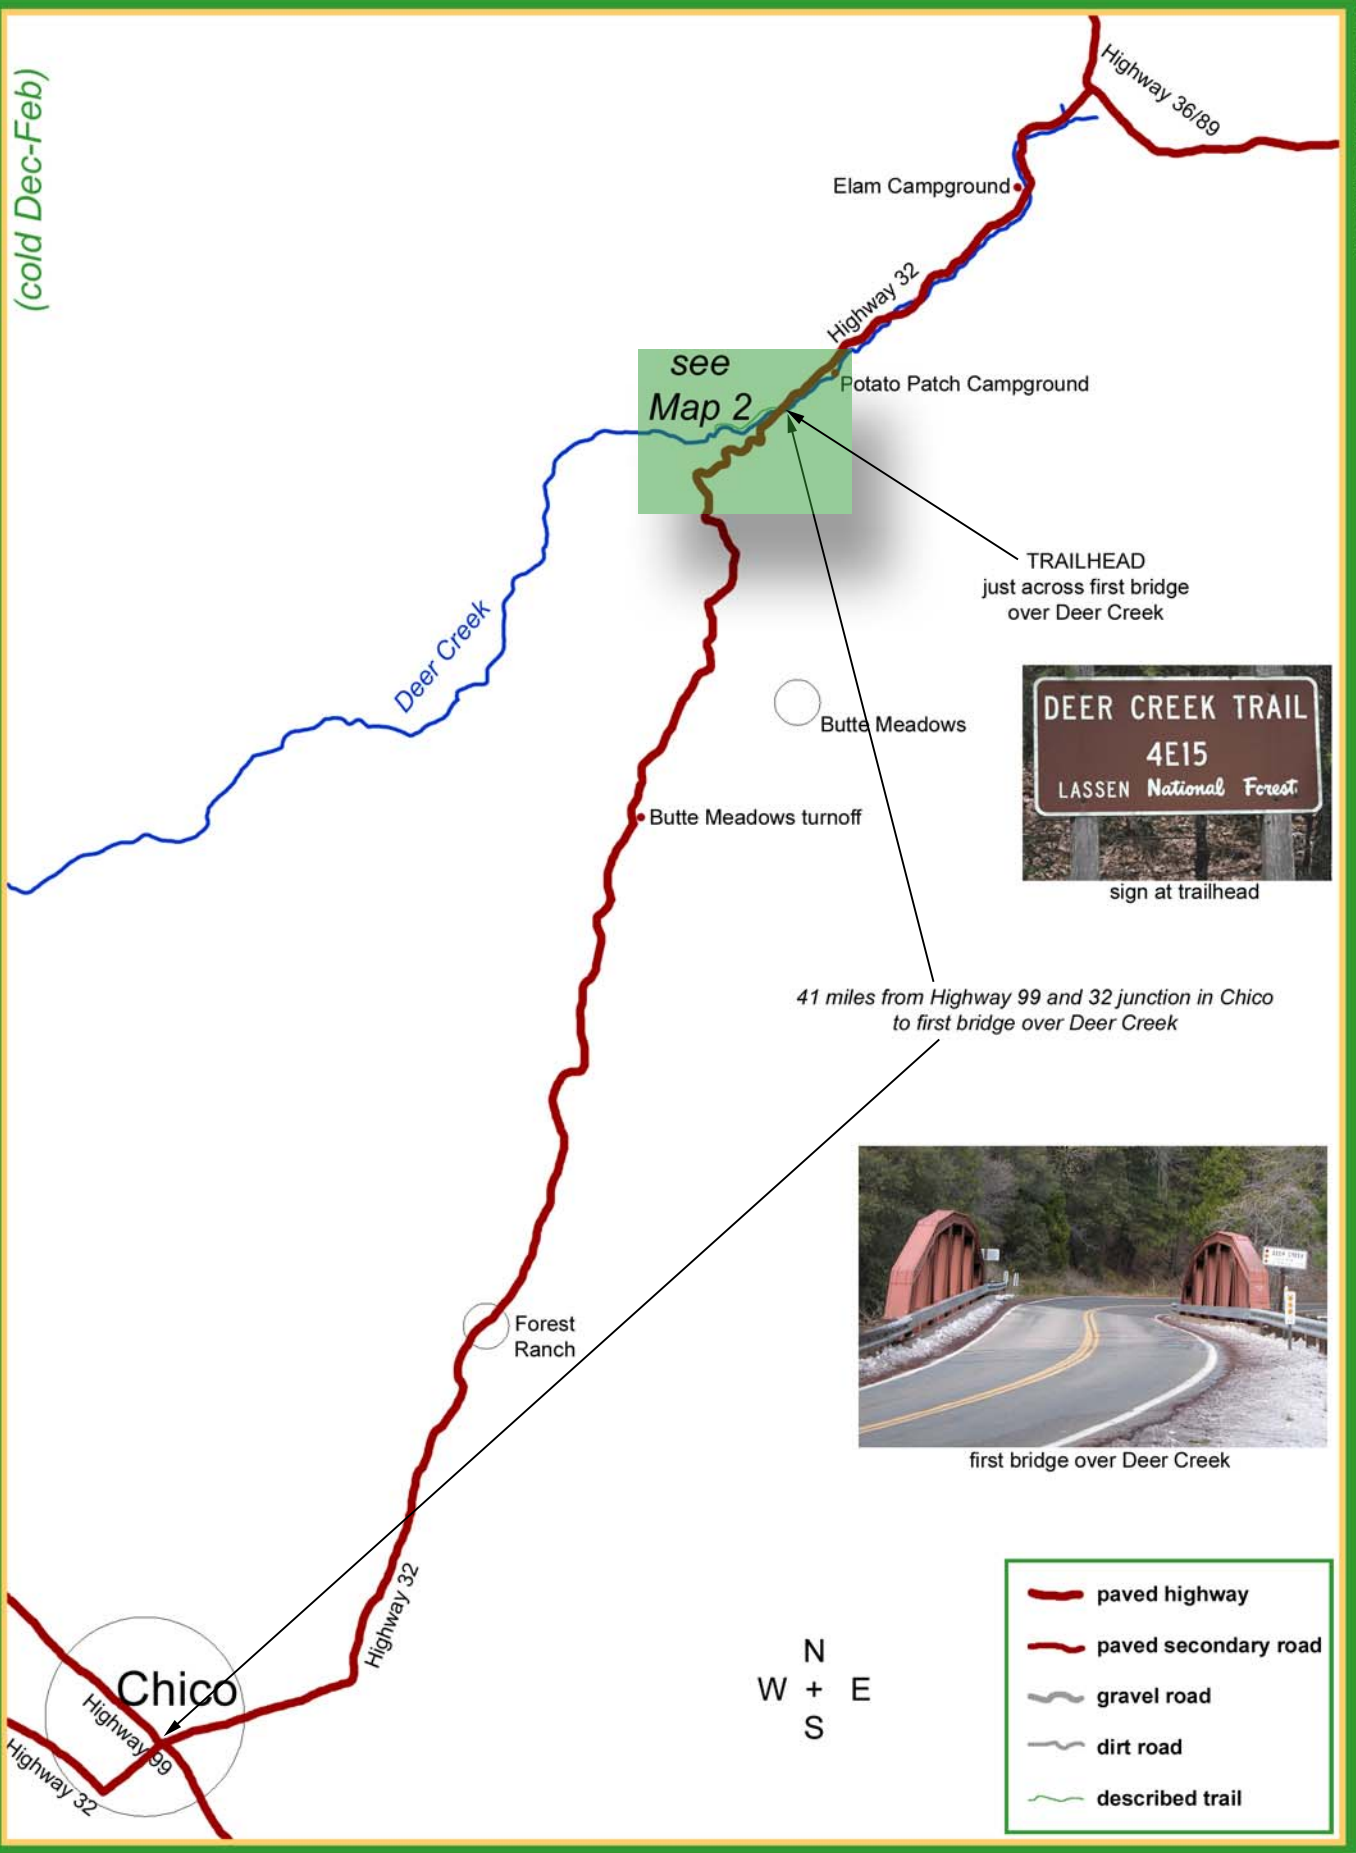 (cold Dec-Feb)
Highway 36/89
Elam Campground
Highway 32
see
Map 2
Potato Patch Campground
TRAILHEAD
just across first bridge
over Deer Creek
Deer Creek
DEER CREEK TRAIL
4E15
LASSEN National Forest
sign at trailhead
Butte Meadows
Butte Meadows turnoff
41 miles from Highway 99 and 32 junction in Chico
to first bridge over Deer Creek
DEER CREEK
first bridge over Deer Creek
Forest
Ranch
Highway 32
Chico
Highway 99
Highway 32
N
W + E
S
paved highway
paved secondary road
gravel road
dirt road
described trail